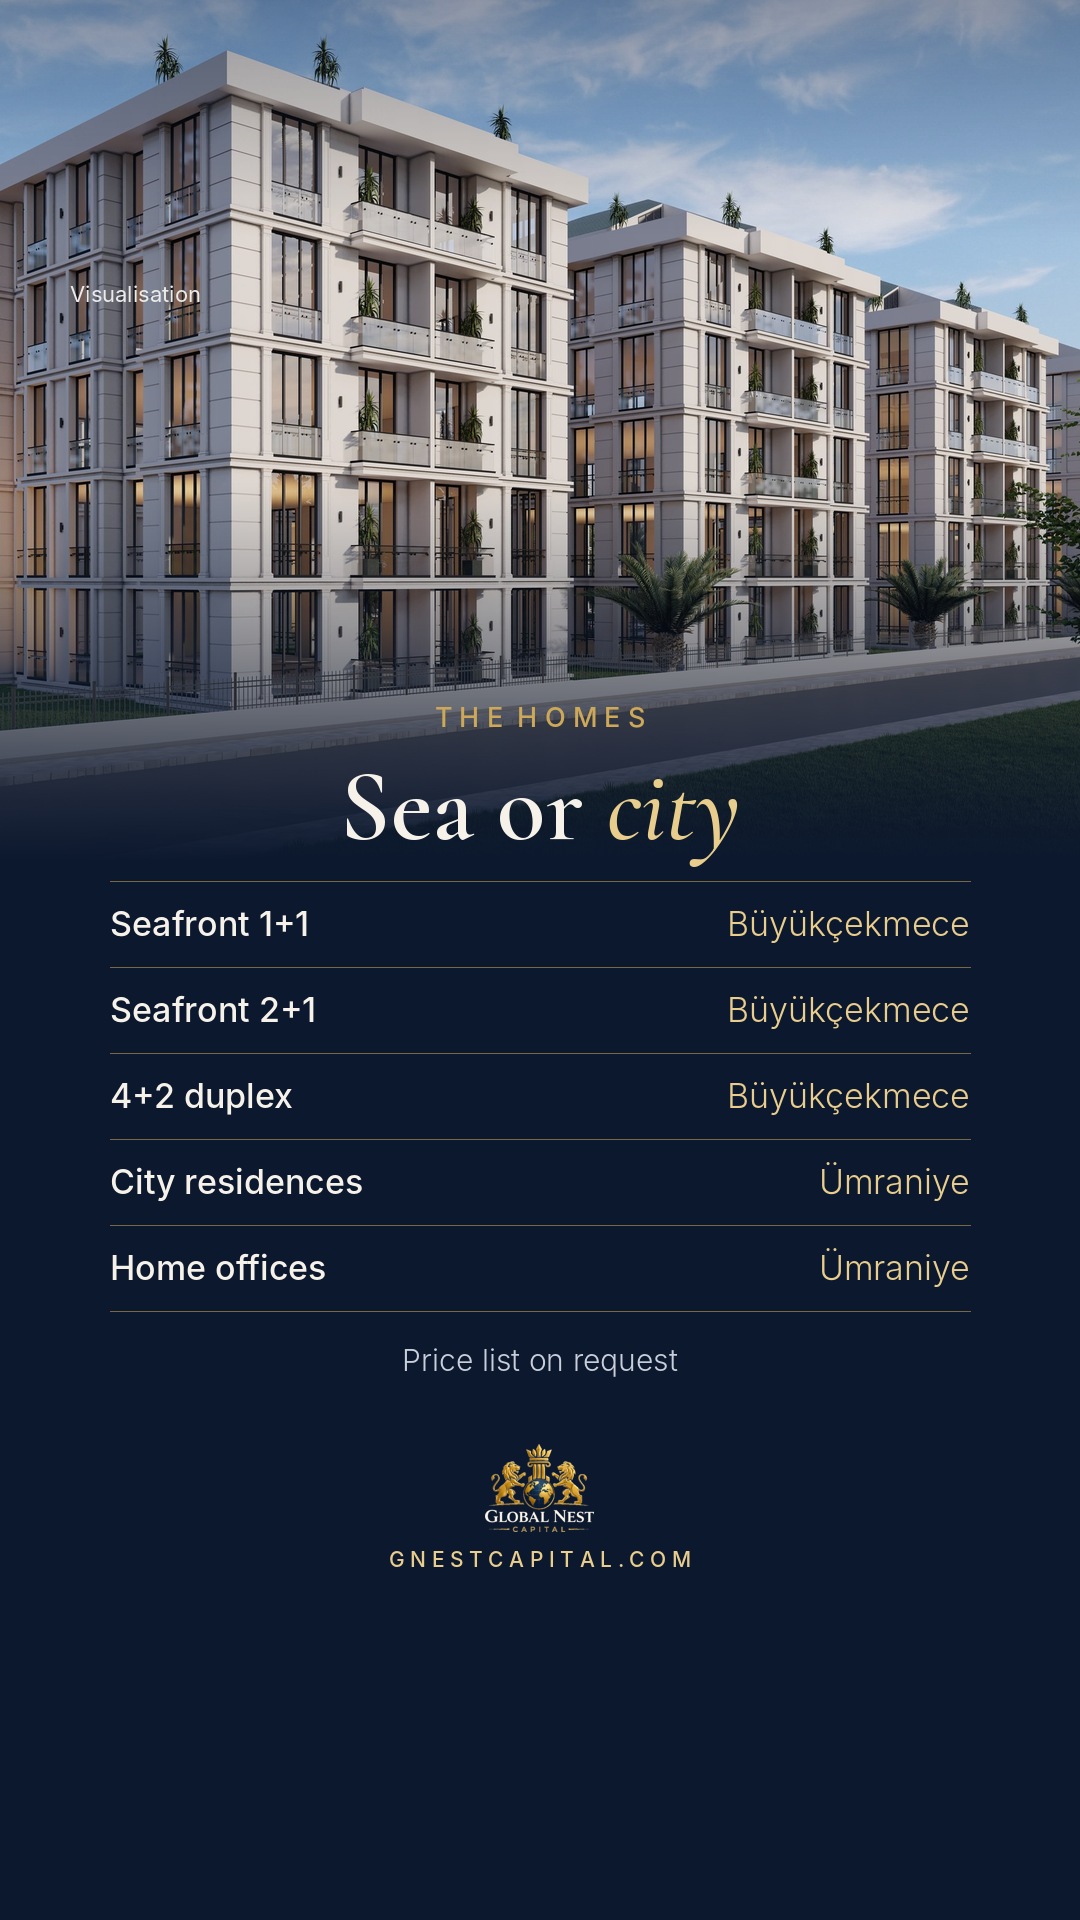 Visualisation
THE HOMES
Sea or city
Seafront 1+1 Büyükçekmece
Seafront 2+1 Büyükçekmece
4+2 duplex Büyükçekmece
City residences Ümraniye
Home offices Ümraniye
Price list on request
GLOBAL NEST
CAPITAL
GNESTCAPITAL.COM